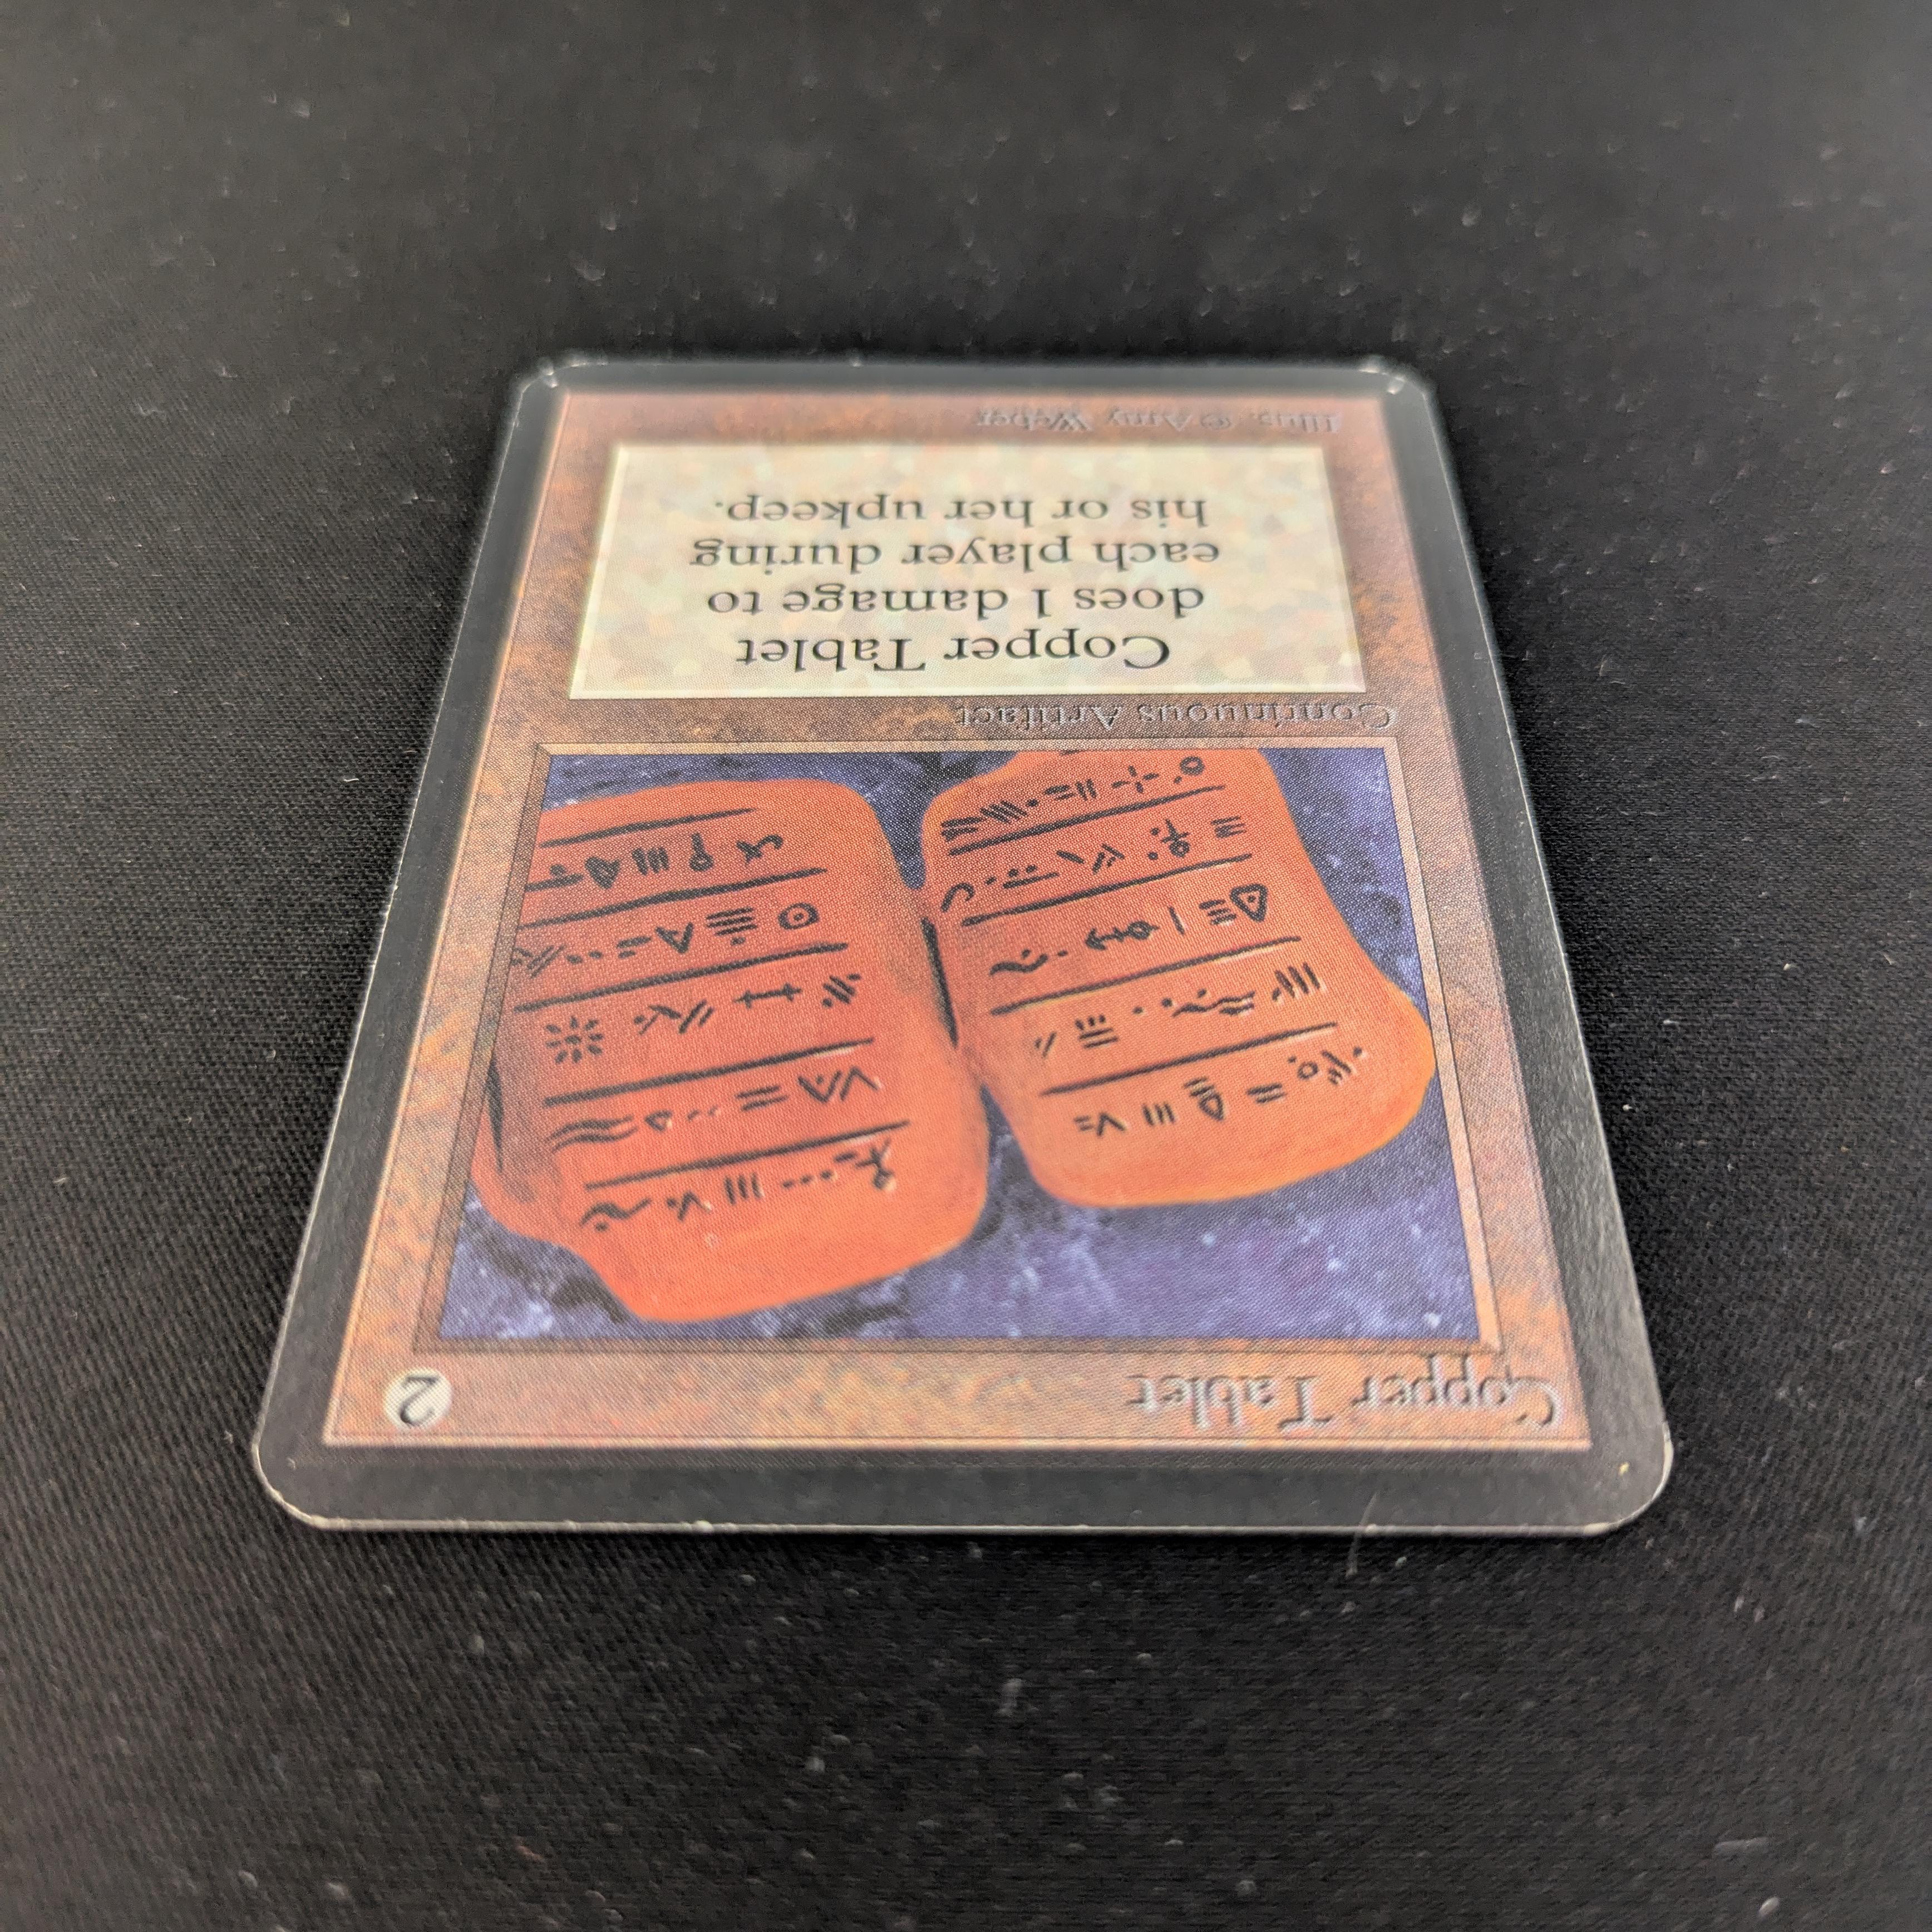 Copper Tablet
2
Continuous Artifact
Copper Tablet
does 1 damage to
each player during
his or her upkeep.
Illus. © Amy Weber